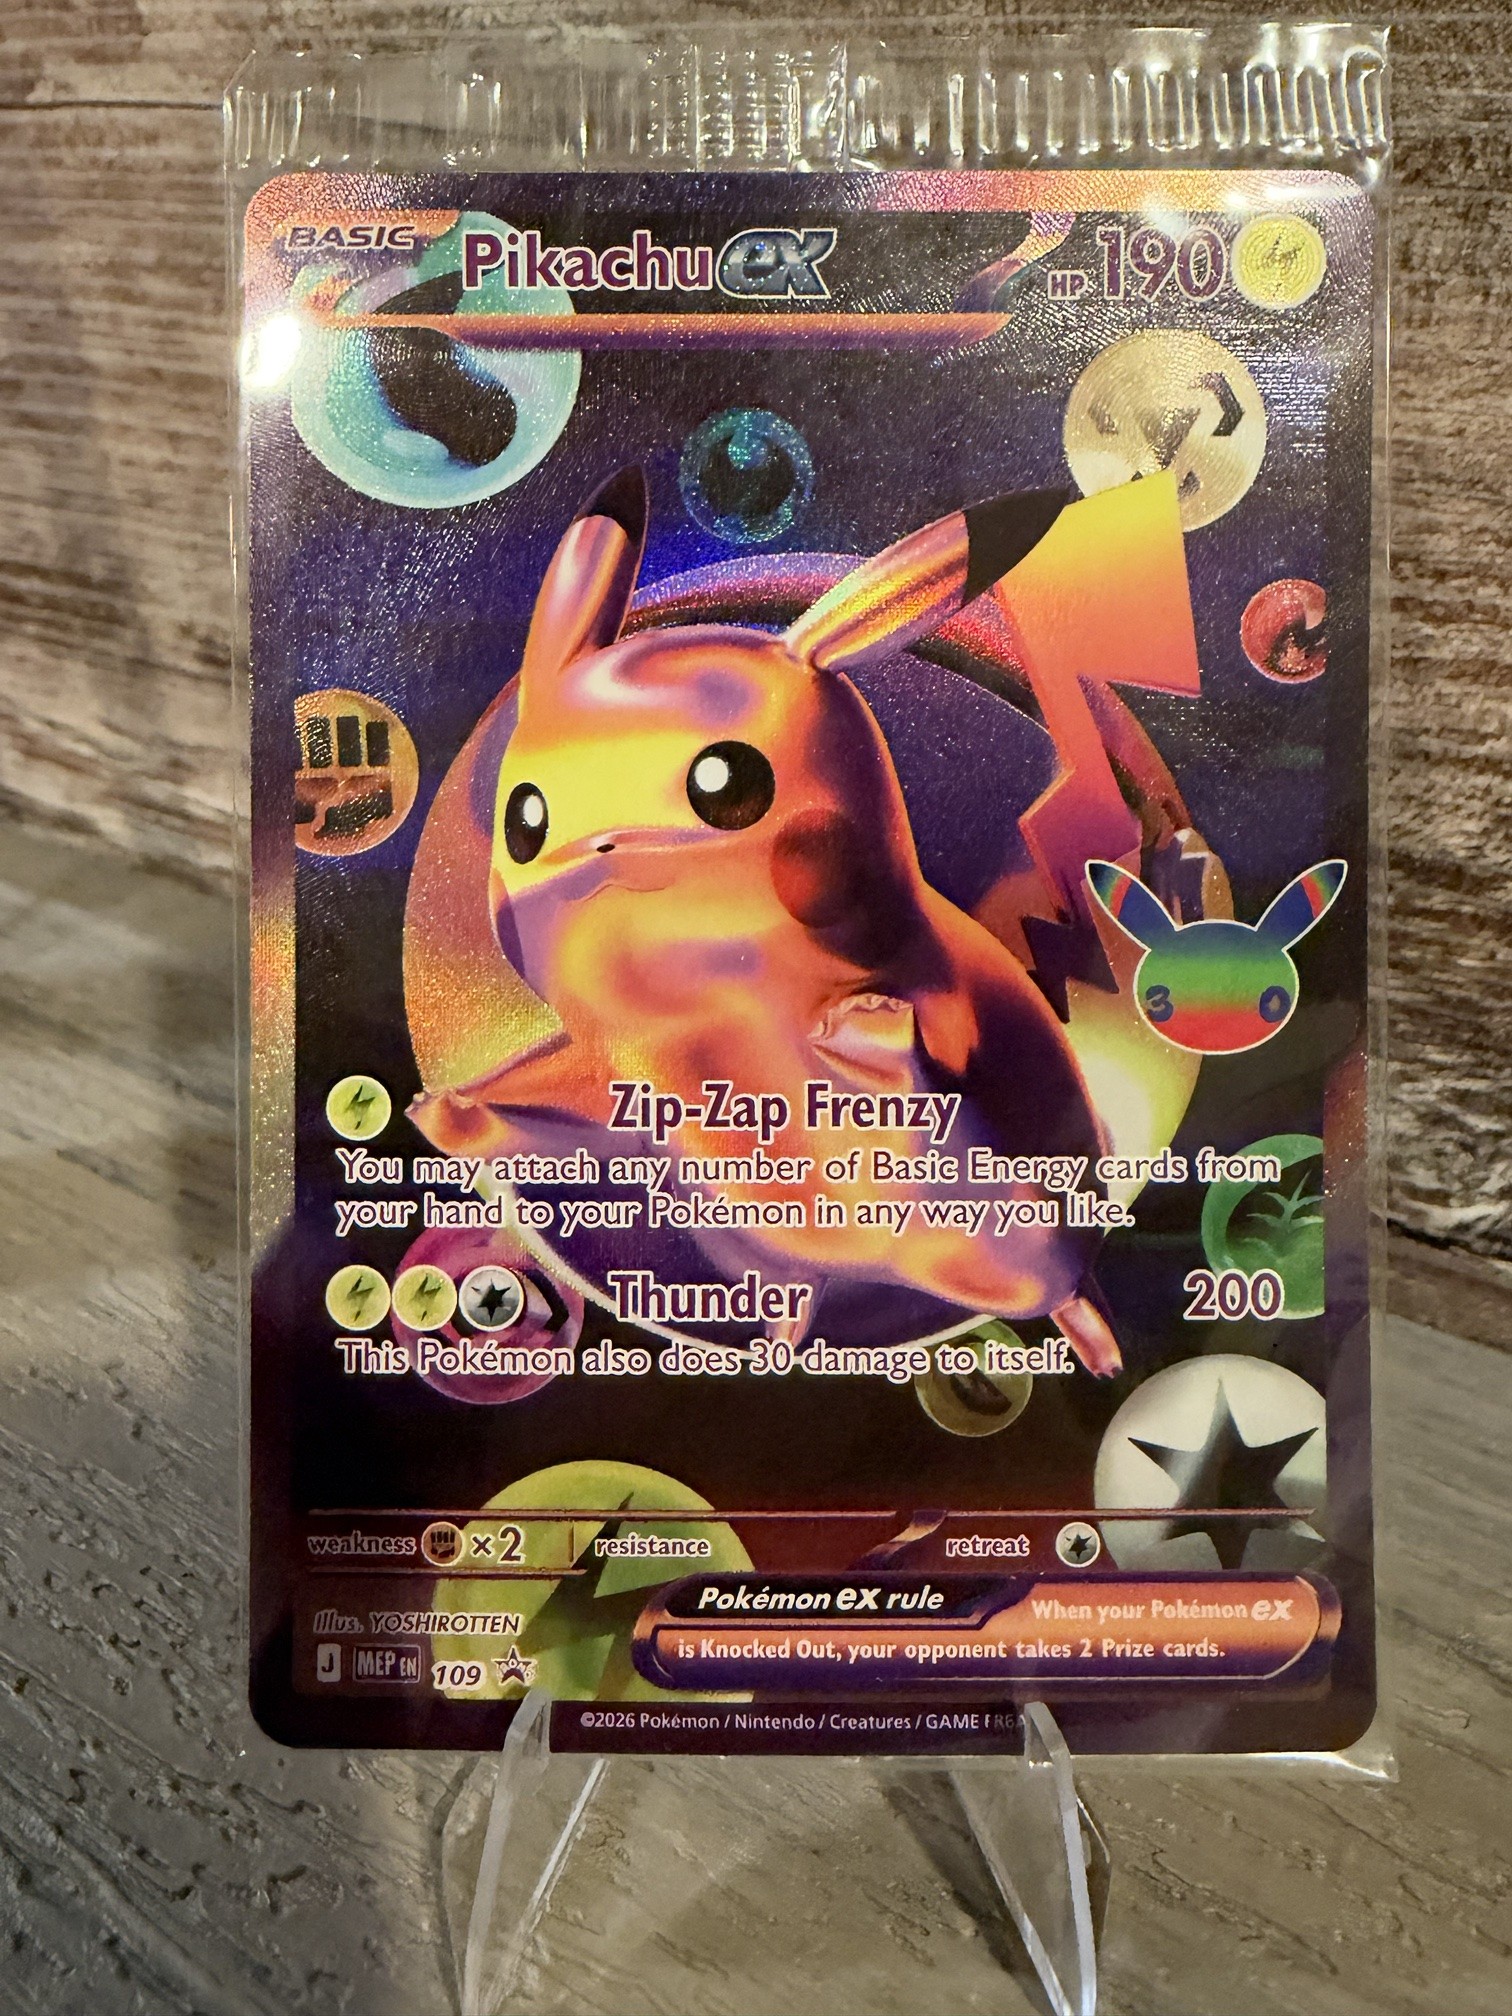 BASIC Pikachu ex HP 190
30
Zip-Zap Frenzy
You may attach any number of Basic Energy cards from
your hand to your Pokémon in any way you like.
Thunder 200
This Pokémon also does 30 damage to itself.
weakness ×2 resistance retreat
Pokémon ex rule When your Pokémon ex
is Knocked Out, your opponent takes 2 Prize cards.
Illus. YOSHIROTTEN
J MEP EN 109
©2026 Pokémon / Nintendo / Creatures / GAME FREA